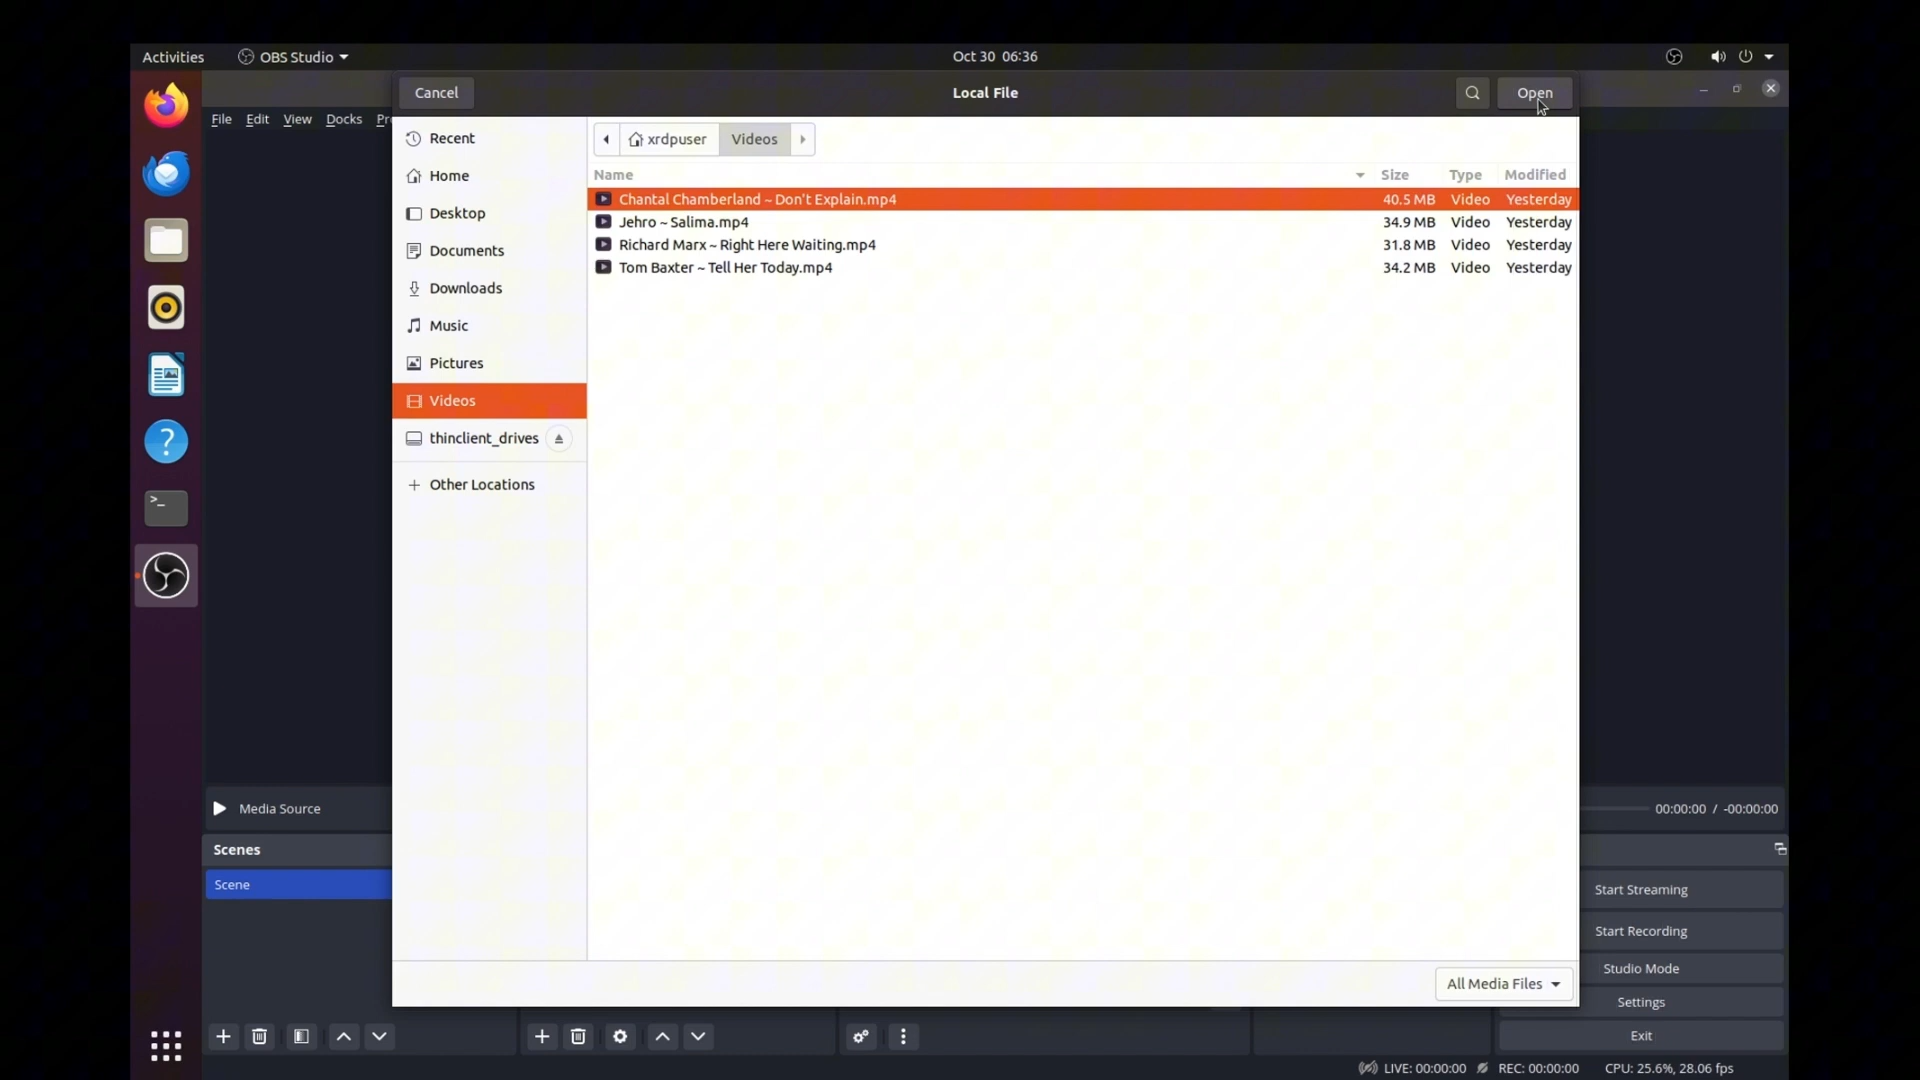 Activities OBS Studio Oct 30 06:36
Cancel Local File Open
File Edit View Docks Pr
Recent
Home
Desktop
Documents
Downloads
Music
Pictures
Videos
thinclient_drives
Other Locations
xrdpuser Videos
Name Size Type Modified
Chantal Chamberland ~ Don't Explain.mp4 40.5 MB Video Yesterday
Jehro ~ Salima.mp4 34.9 MB Video Yesterday
Richard Marx ~ Right Here Waiting.mp4 31.8 MB Video Yesterday
Tom Baxter ~ Tell Her Today.mp4 34.2 MB Video Yesterday
All Media Files
Media Source 00:00:00 / -00:00:00
Scenes
Scene
Start Streaming
Start Recording
Studio Mode
Settings
Exit
LIVE: 00:00:00 REC: 00:00:00 CPU: 25.6%, 28.06 fps